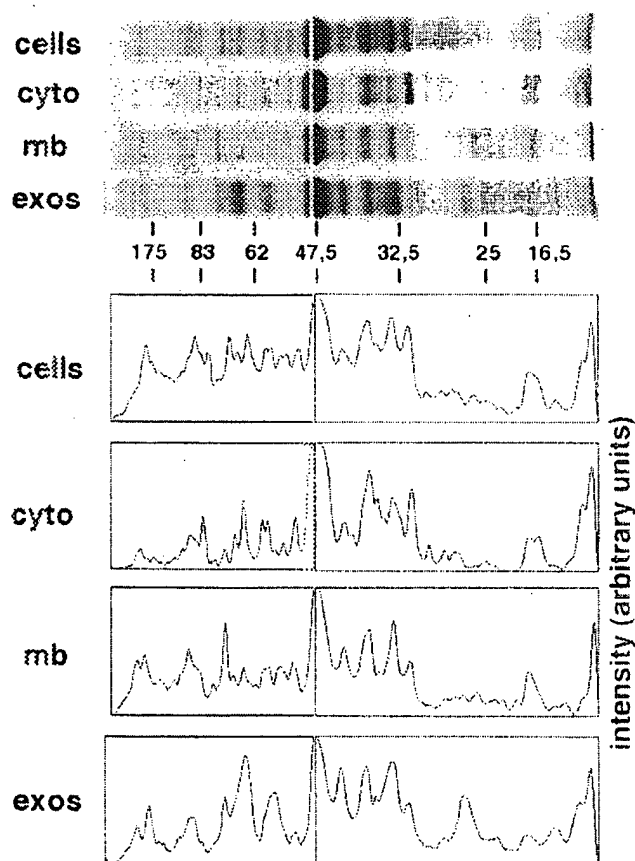 cells
cyto
mb
exos
175 83 62 47,5 32,5 25 16,5
cells
cyto
mb
exos
intensity (arbitrary units)